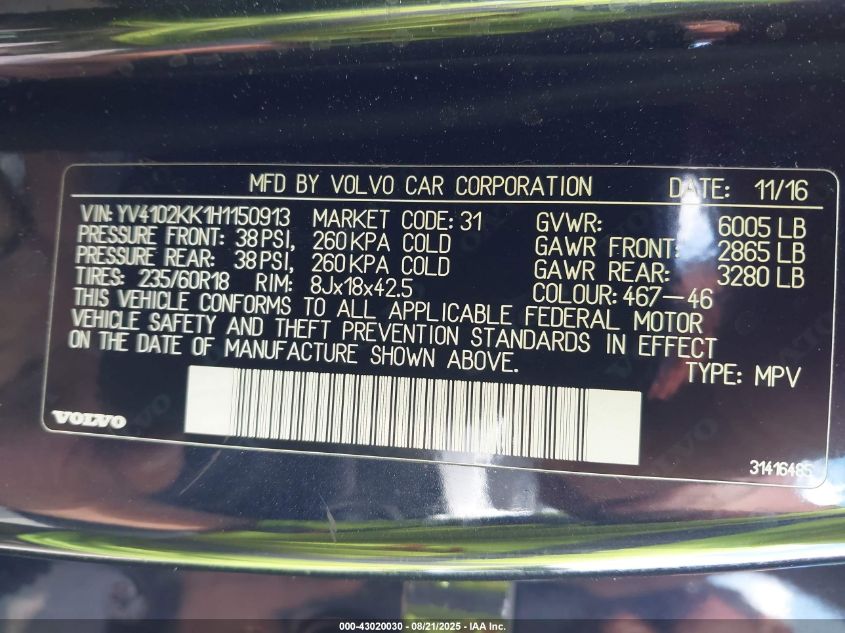 MFD BY VOLVO CAR CORPORATION DATE: 11/16
VIN: YV4102KK1H1150913 MARKET CODE: 31 GVWR: 6005 LB
PRESSURE FRONT: 38 PSI, 260 KPA COLD GAWR FRONT: 2865 LB
PRESSURE REAR: 38 PSI, 260 KPA COLD GAWR REAR: 3280 LB
TIRES: 235/60R18 RIM: 8Jx18x42.5 COLOUR: 467-46
THIS VEHICLE CONFORMS TO ALL APPLICABLE FEDERAL MOTOR
VEHICLE SAFETY AND THEFT PREVENTION STANDARDS IN EFFECT
ON THE DATE OF MANUFACTURE SHOWN ABOVE.
TYPE: MPV
VOLVO
31416485
000-43020030 - 08/21/2025 - IAA Inc.